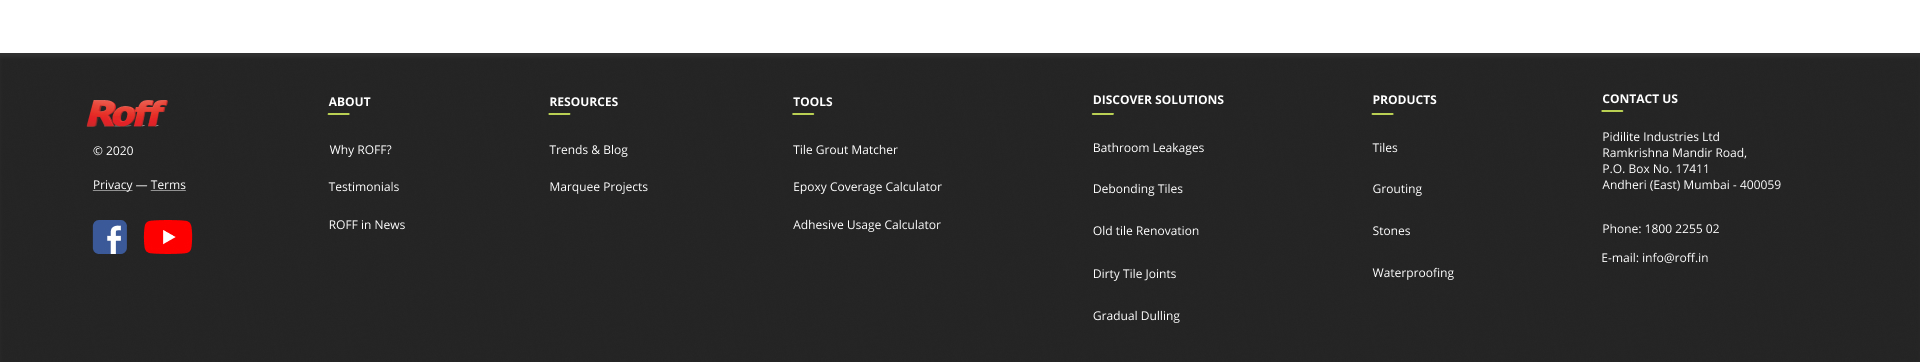 Roff
© 2020
Privacy — Terms
ABOUT
Why ROFF?
Testimonials
ROFF in News
RESOURCES
Trends & Blog
Marquee Projects
TOOLS
Tile Grout Matcher
Epoxy Coverage Calculator
Adhesive Usage Calculator
DISCOVER SOLUTIONS
Bathroom Leakages
Debonding Tiles
Old tile Renovation
Dirty Tile Joints
Gradual Dulling
PRODUCTS
Tiles
Grouting
Stones
Waterproofing
CONTACT US
Pidilite Industries Ltd
Ramkrishna Mandir Road,
P.O. Box No. 17411
Andheri (East) Mumbai - 400059
Phone: 1800 2255 02
E-mail: info@roff.in